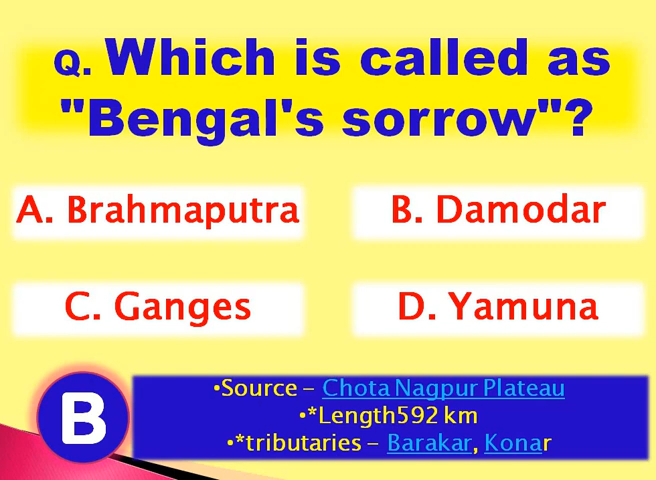 Q. Which is called as
"Bengal's sorrow"?
A. Brahmaputra
B. Damodar
C. Ganges
D. Yamuna
B
•Source – Chota Nagpur Plateau
•*Length592 km
•*tributaries – Barakar, Konar